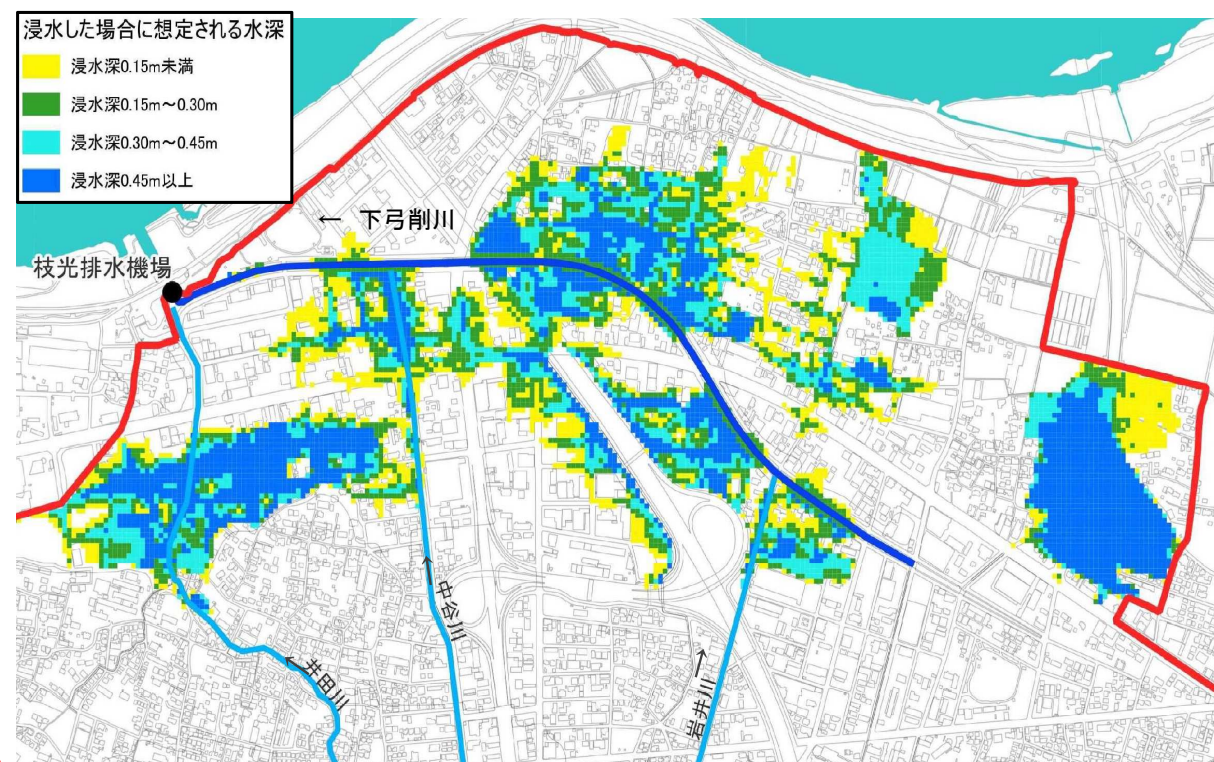 浸水した場合に想定される水深
浸水深0.15m未満
浸水深0.15m～0.30m
浸水深0.30m～0.45m
浸水深0.45m以上
← 下弓削川
枝光排水機場
←中谷川
←井田川
岩井川→